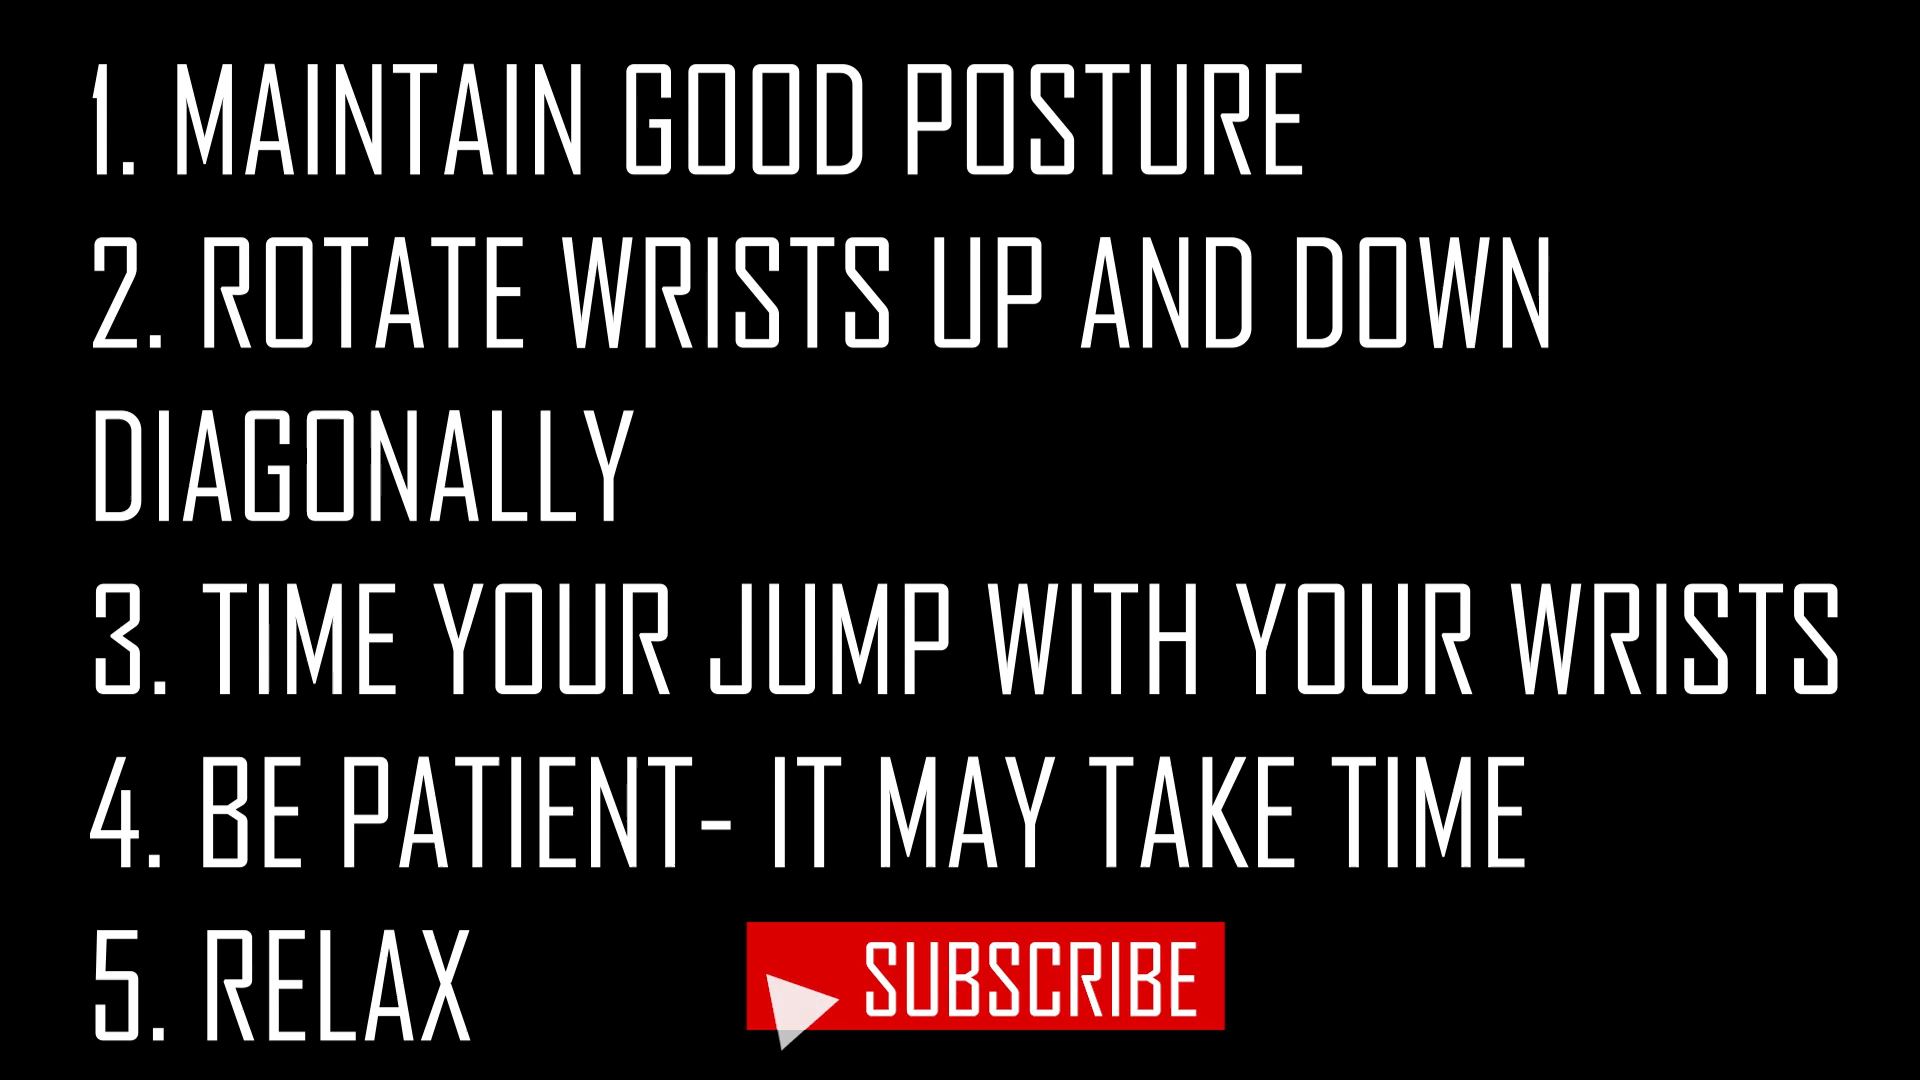 1. MAINTAIN GOOD POSTURE
2. ROTATE WRISTS UP AND DOWN
DIAGONALLY
3. TIME YOUR JUMP WITH YOUR WRISTS
4. BE PATIENT- IT MAY TAKE TIME
5. RELAX
SUBSCRIBE